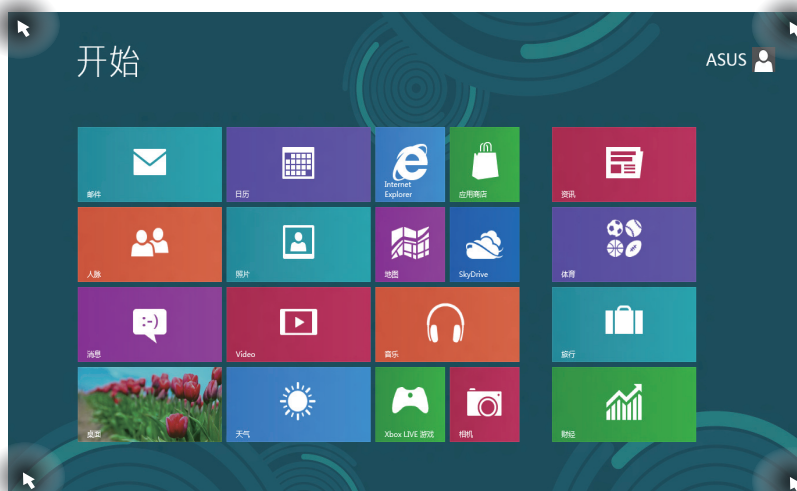 开始
ASUS
邮件
日历
Internet
Explorer
应用商店
资讯
人脉
照片
地图
SkyDrive
体育
消息
Video
音乐
旅行
桌面
天气
Xbox LIVE 游戏
相机
财经